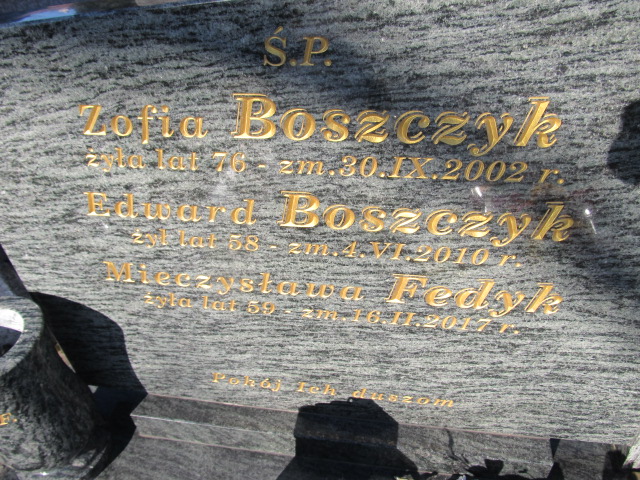 Ś.P.
Zofia Boszczyk
żyła lat 76 - zm.30.IX.2002 r.
Edward Boszczyk
żył lat 58 - zm.4.VI.2010 r.
Mieczysława Fedyk
żyła lat 59 - zm.16.II.2017 r.
Pokój Ich duszom